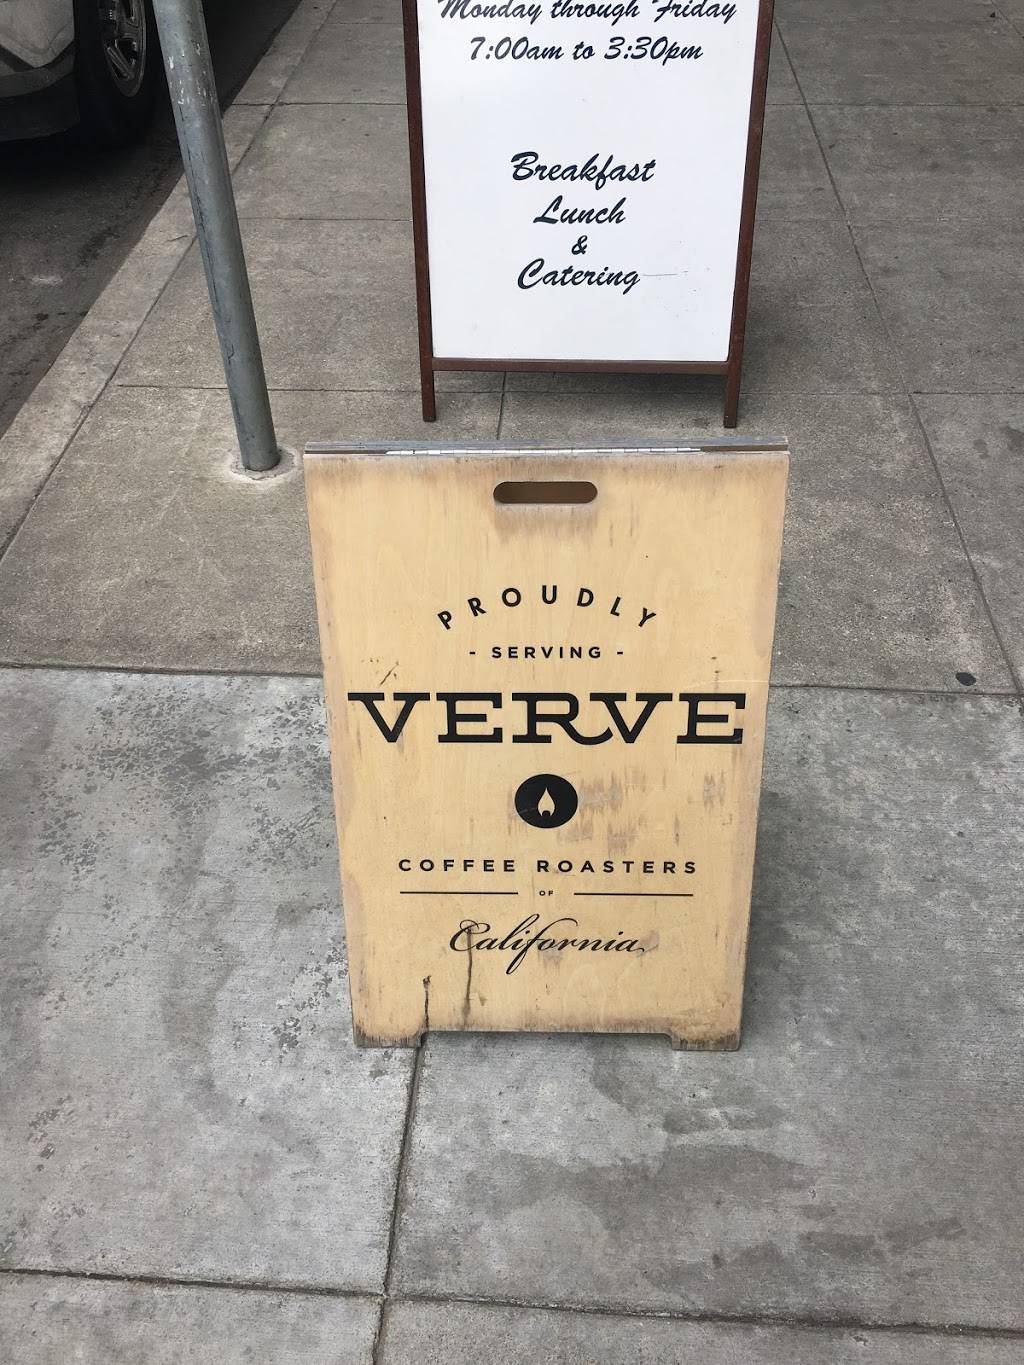 Monday through Friday
7:00am to 3:30pm
Breakfast
Lunch
&
Catering
PROUDLY
- SERVING -
VERVE
COFFEE ROASTERS
OF
California